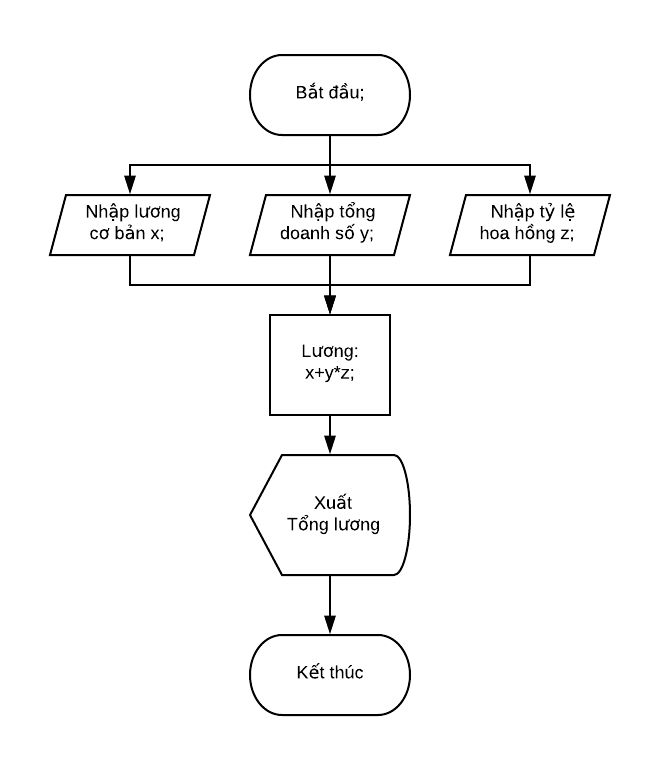 Bắt đầu;
Nhập lương
cơ bản x;
Nhập tổng
doanh số y;
Nhập tỷ lệ
hoa hồng z;
Lương:
x+y*z;
Xuất
Tổng lương
Kết thúc